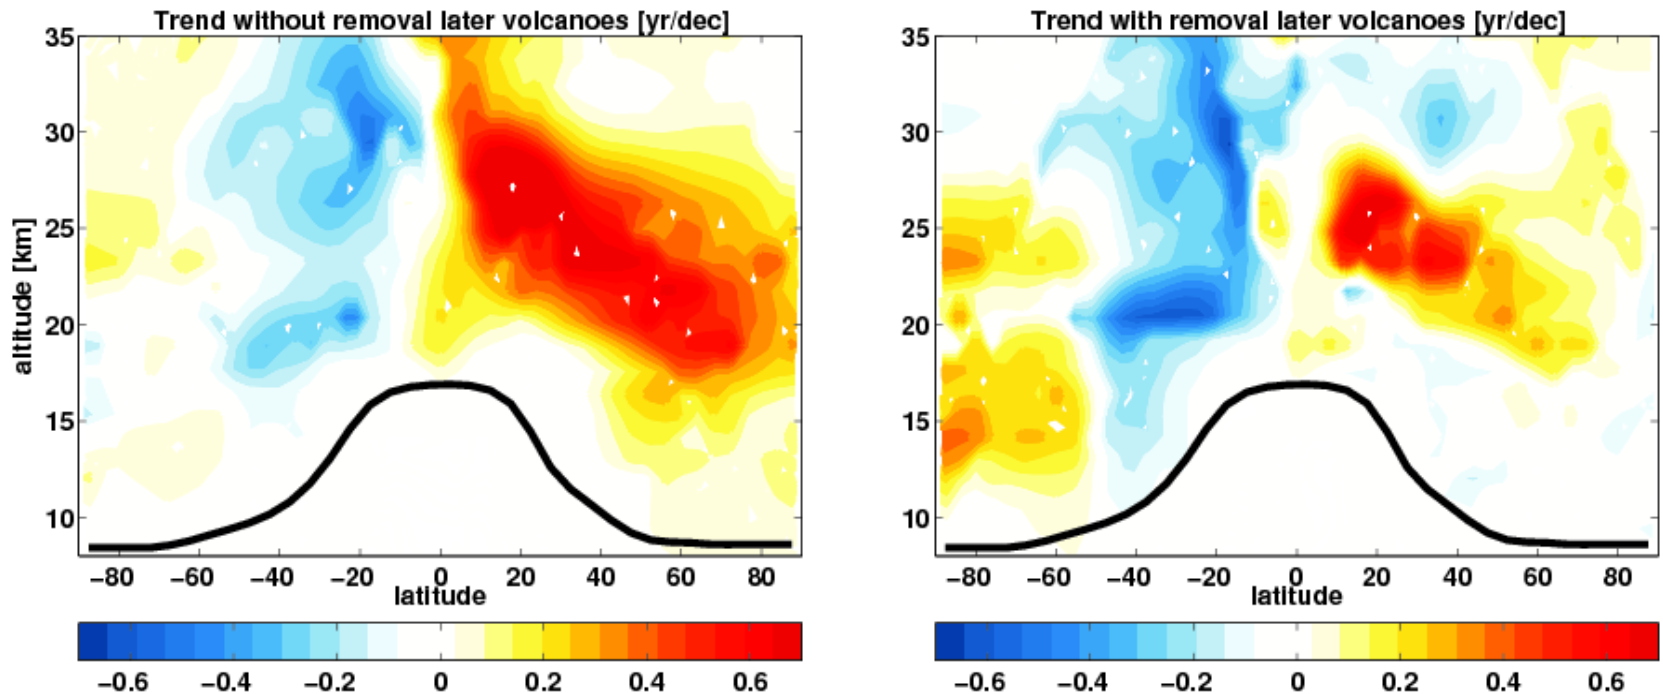 Trend without removal later volcanoes [yr/dec]
35
30
25
20
15
10
altitude [km]
−80 −60 −40 −20 0 20 40 60 80
latitude
−0.6 −0.4 −0.2 0 0.2 0.4 0.6
Trend with removal later volcanoes [yr/dec]
35
30
25
20
15
10
−80 −60 −40 −20 0 20 40 60 80
latitude
−0.6 −0.4 −0.2 0 0.2 0.4 0.6